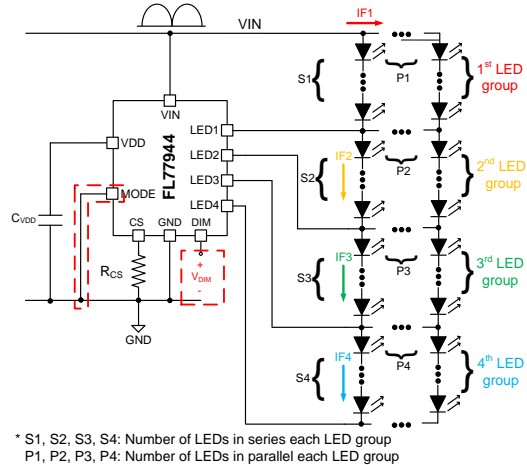 VIN
IF1
S1
P1
1st LED
group
VIN
LED1
VDD
FL77944
LED2
IF2
P2
2nd LED
group
MODE
LED3
S2
LED4
CVDD
CS
GND
DIM
IF3
P3
3rd LED
group
RCS
+
VDIM
-
S3
GND
P4
IF4
4th LED
group
S4
* S1, S2, S3, S4: Number of LEDs in series each LED group
P1, P2, P3, P4: Number of LEDs in parallel each LED group